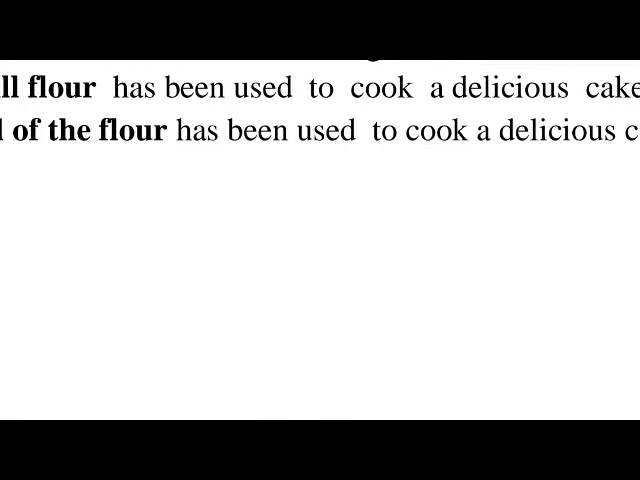 ll flour has been used to cook a delicious cake
of the flour has been used to cook a delicious c